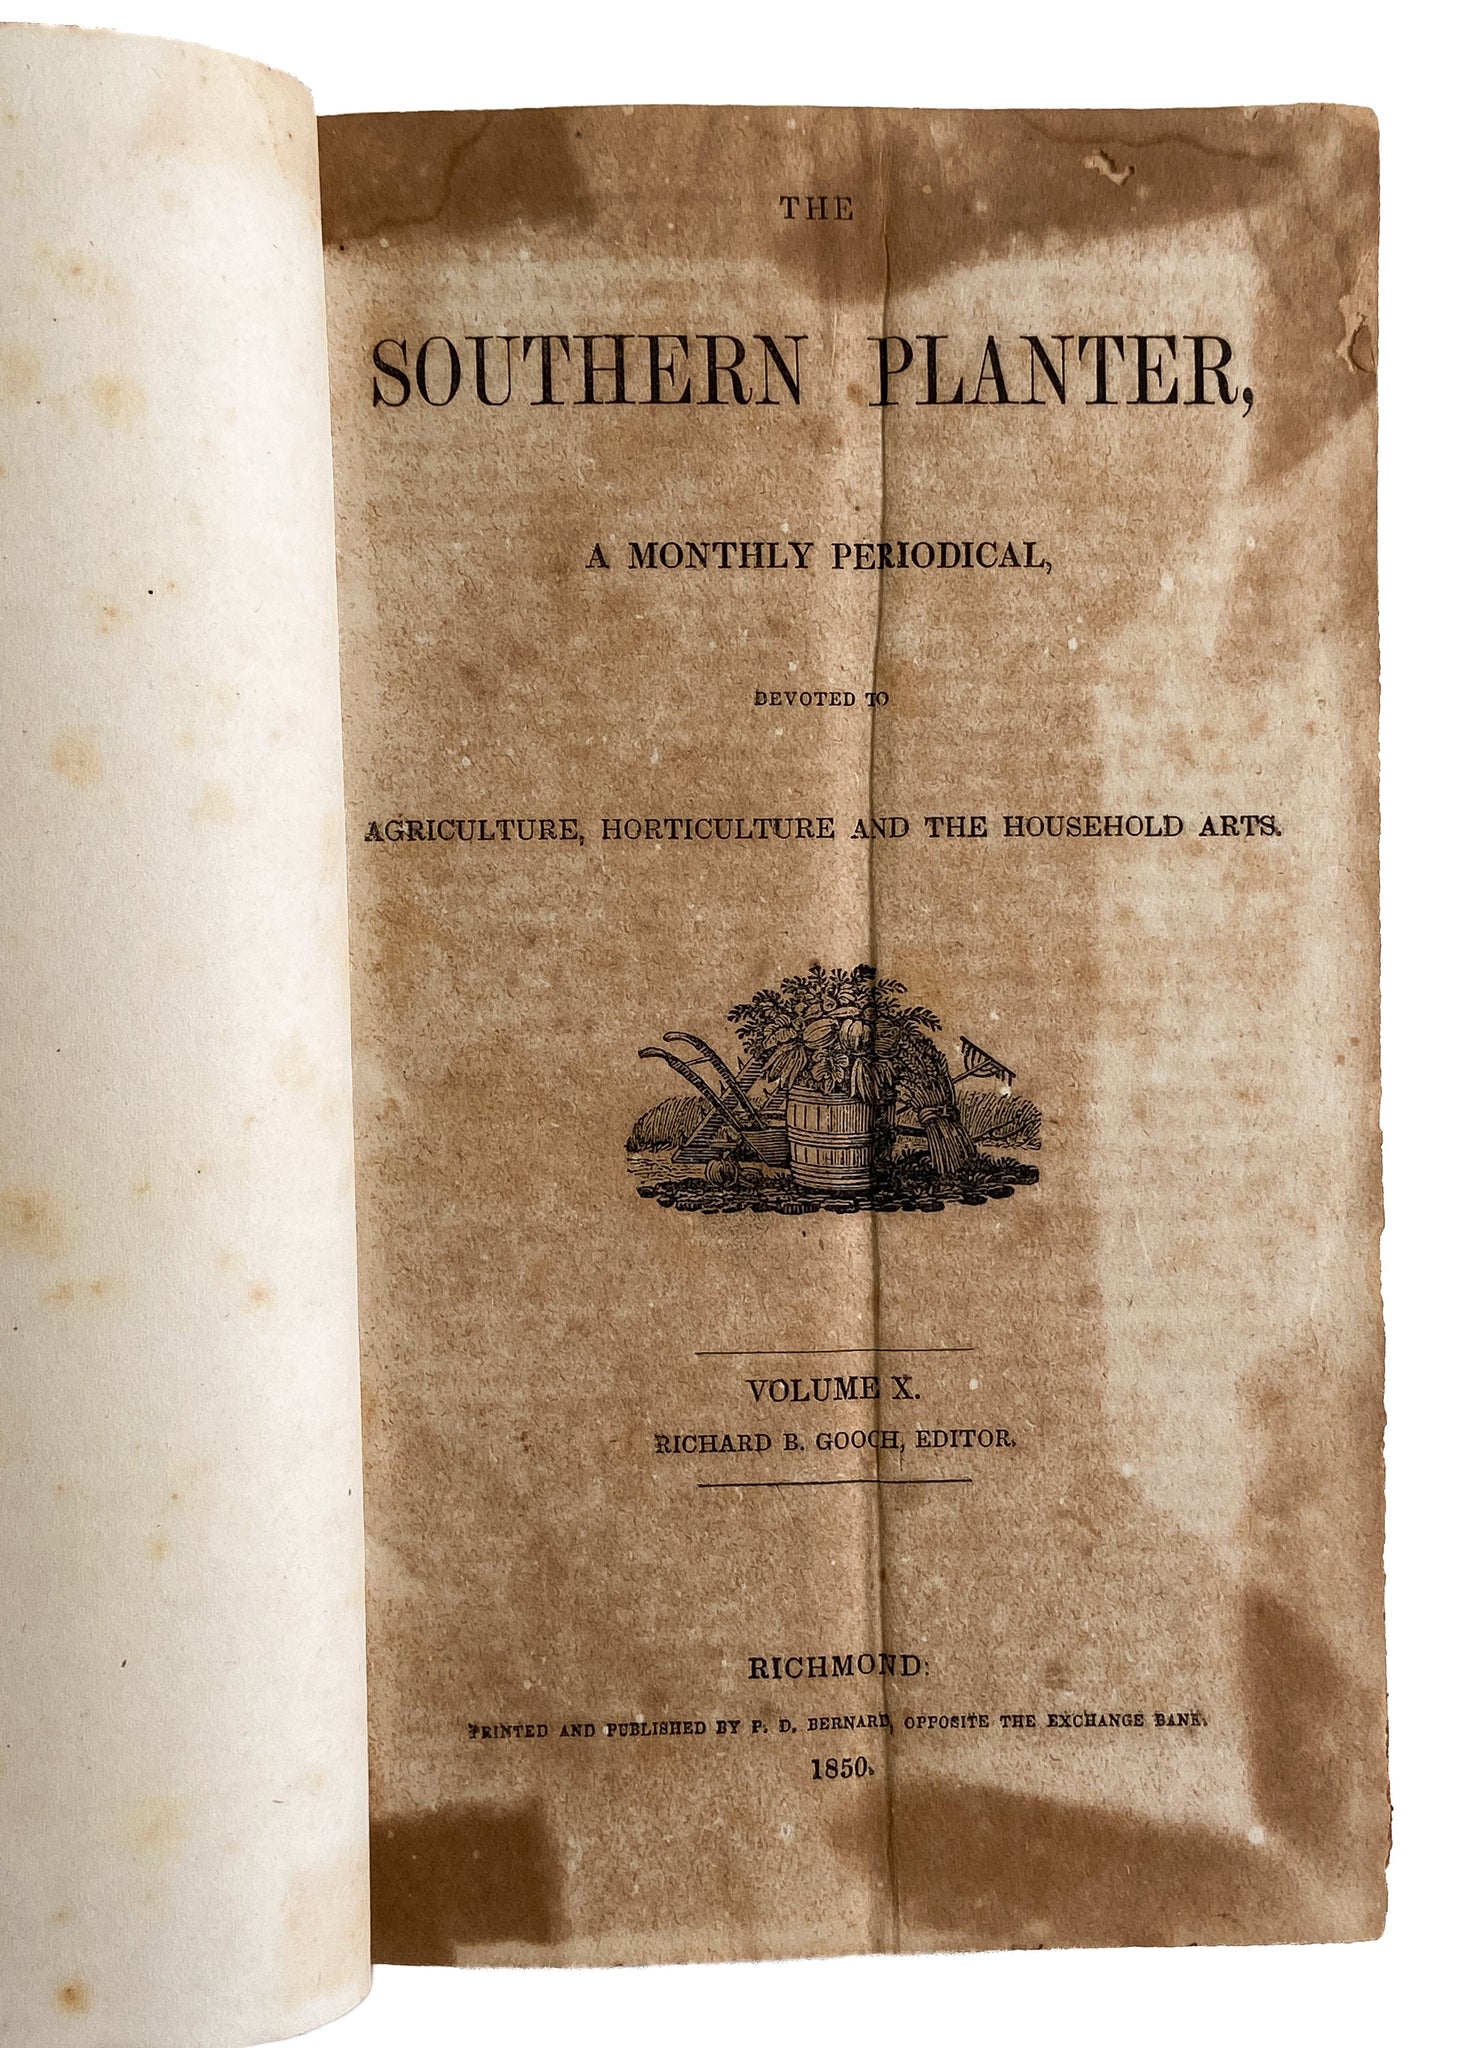 THE
SOUTHERN PLANTER,
A MONTHLY PERIODICAL,
DEVOTED TO
AGRICULTURE, HORTICULTURE AND THE HOUSEHOLD ARTS.
VOLUME X.
RICHARD B. GOOCH, EDITOR.
RICHMOND:
PRINTED AND PUBLISHED BY P. D. BERNARD, OPPOSITE THE EXCHANGE BANK.
1850.